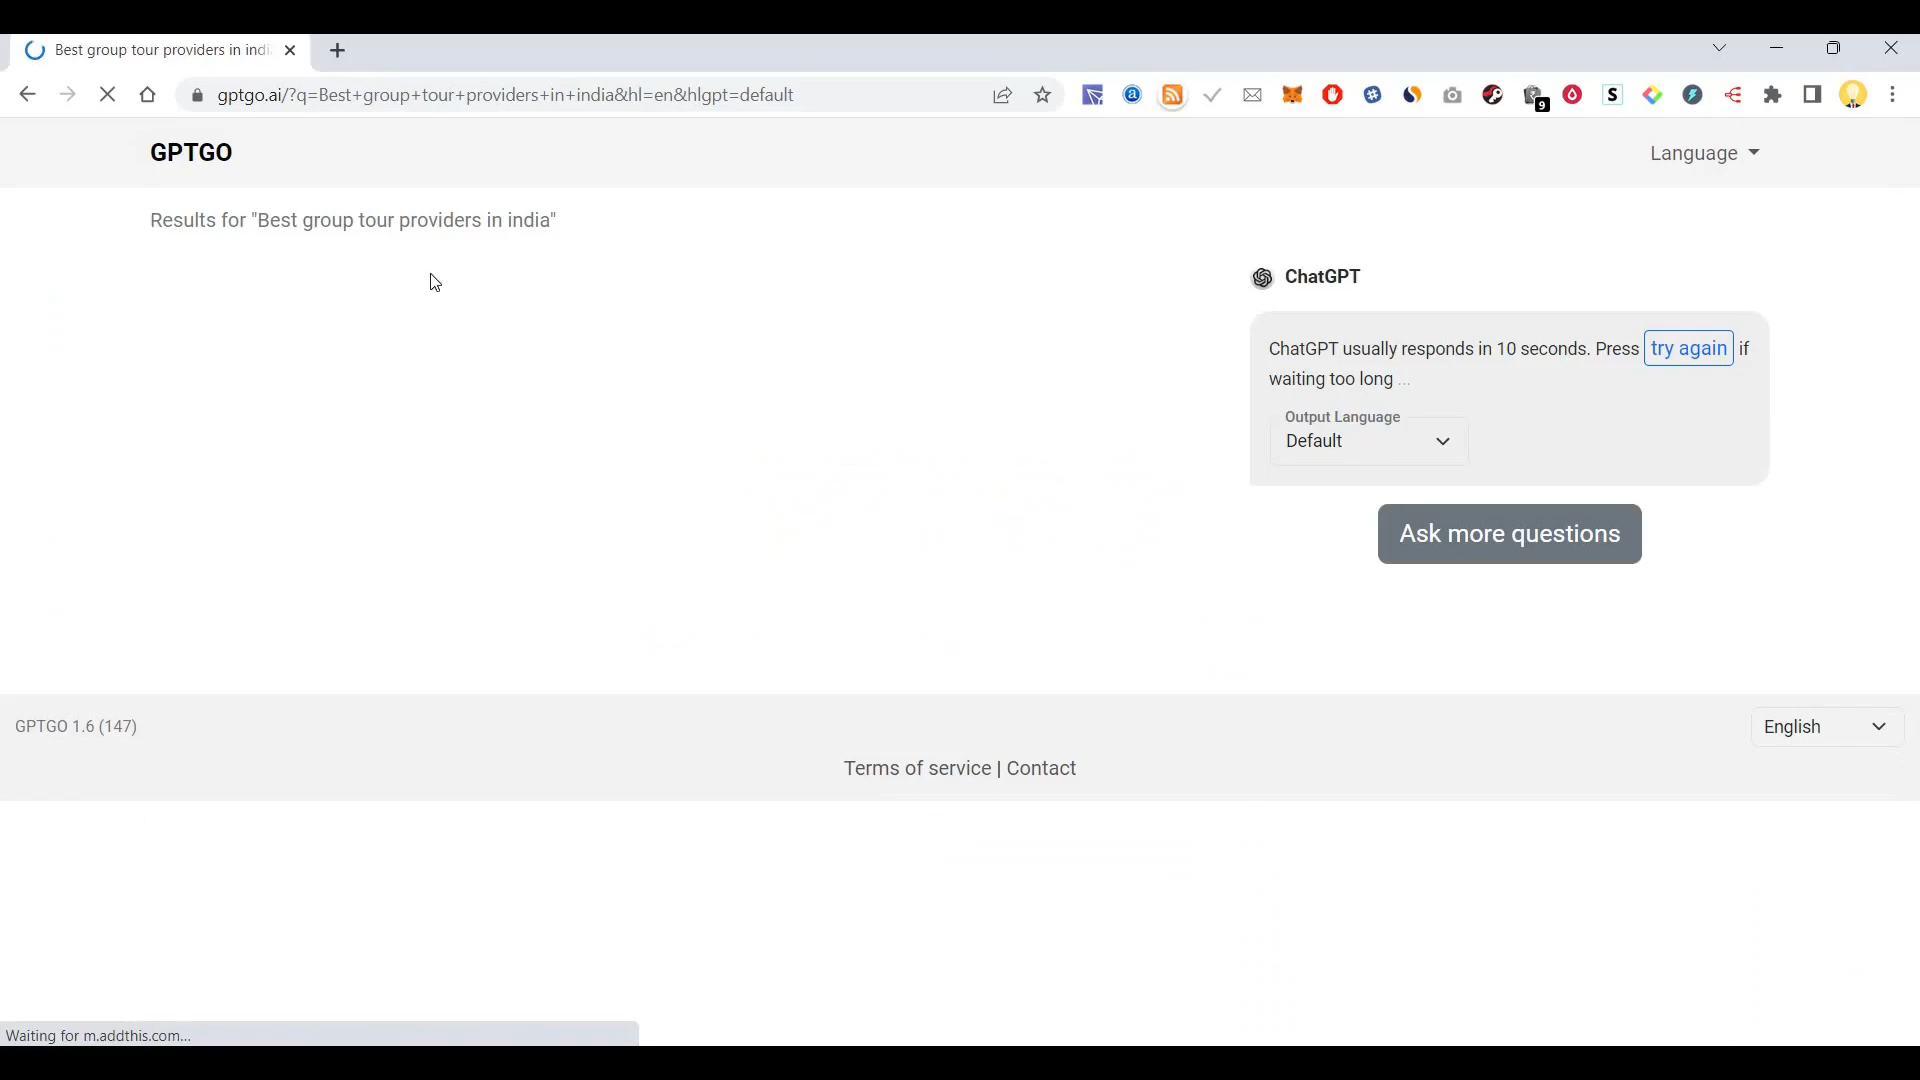 Best group tour providers in indi
gptgo.ai/?q=Best+group+tour+providers+in+india&hl=en&hlgpt=default
9
GPTGO
Language
Results for "Best group tour providers in india"
ChatGPT
ChatGPT usually responds in 10 seconds. Press try again if
waiting too long ...
Output Language
Default
Ask more questions
GPTGO 1.6 (147)
English
Terms of service | Contact
Waiting for m.addthis.com...